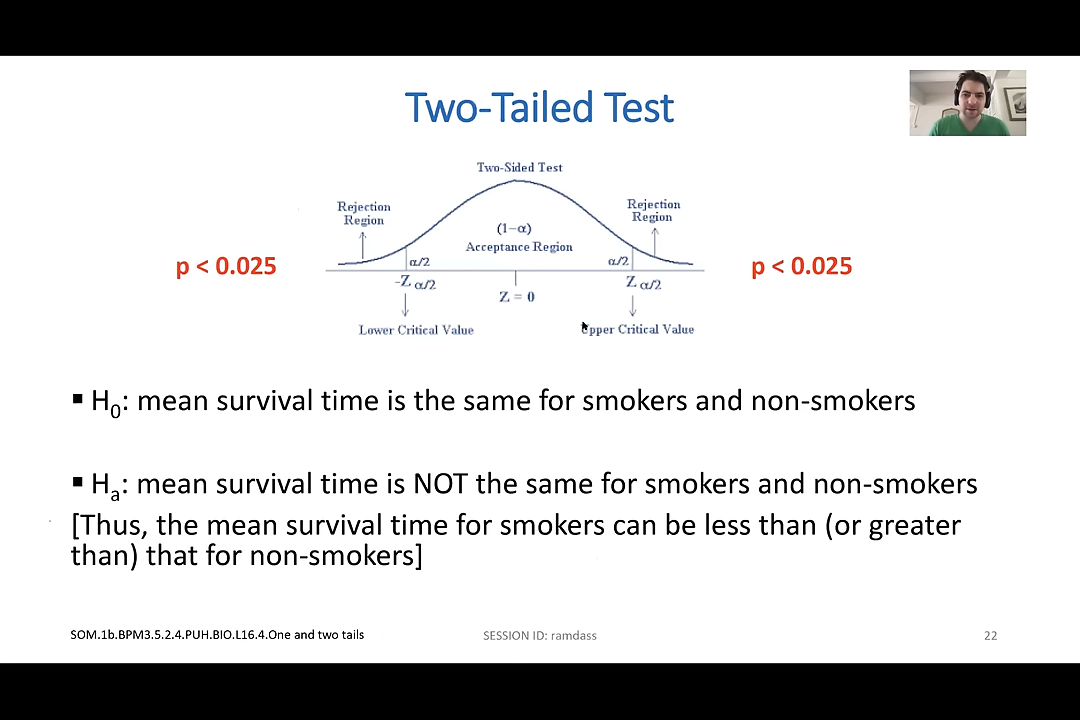 Two-Tailed Test
Two-Sided Test
Rejection
Region
Rejection
Region
(1-α)
Acceptance Region
p < 0.025
α/2
α/2
p < 0.025
-Z α/2
Z = 0
Z α/2
Lower Critical Value
Upper Critical Value
▪ H0: mean survival time is the same for smokers and non-smokers
▪ Ha: mean survival time is NOT the same for smokers and non-smokers
[Thus, the mean survival time for smokers can be less than (or greater
than) that for non-smokers]
SOM.1b.BPM3.5.2.4.PUH.BIO.L16.4.One and two tails
SESSION ID: ramdass
22